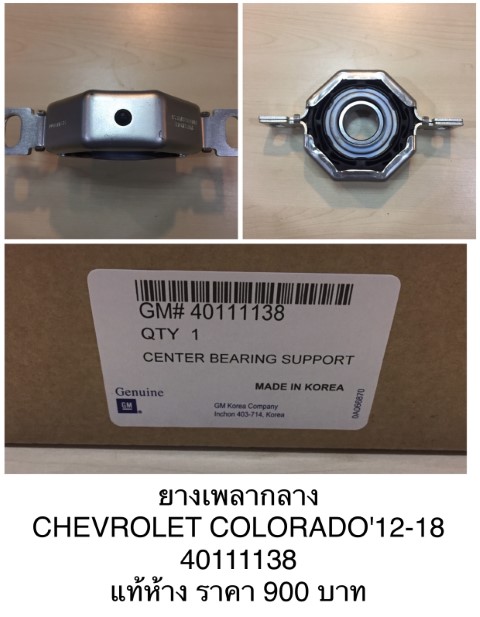 GM# 40111138
QTY 1
CENTER BEARING SUPPORT
MADE IN KOREA
Genuine
GM
GM Korea Company
Inchon 403-714, Korea
0A066870
ยางเพลากลาง
CHEVROLET COLORADO'12-18
40111138
แท้ห้าง ราคา 900 บาท